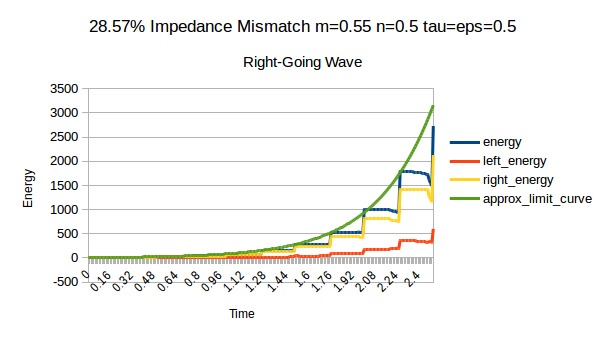 28.57% Impedance Mismatch m=0.55 n=0.5 tau=eps=0.5
Right-Going Wave
Energy
3500
3000
2500
2000
1500
1000
500
0
-500
0 0.16 0.32 0.48 0.64 0.8 0.96 1.12 1.28 1.44 1.6 1.76 1.92 2.08 2.24 2.4
Time
energy
left_energy
right_energy
approx_limit_curve